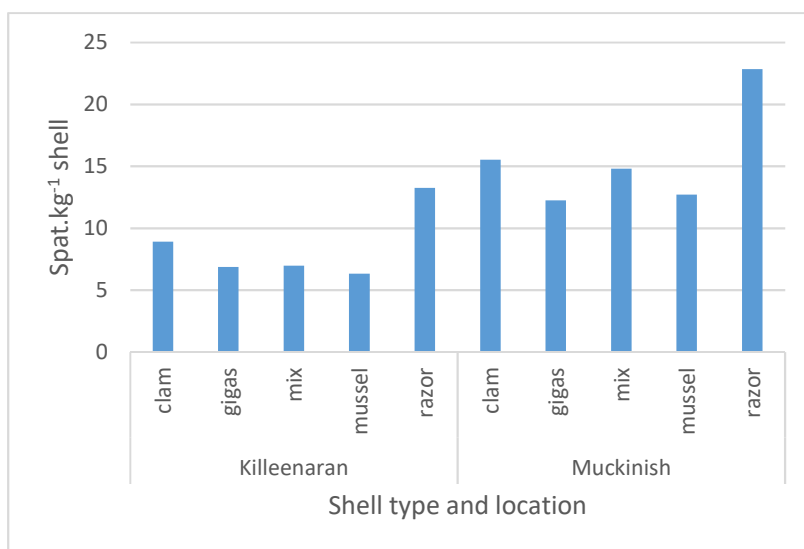 25
20
15
10
5
0
Spat.kg⁻¹ shell
clam
gigas
mix
mussel
razor
clam
gigas
mix
mussel
razor
Killeenaran
Muckinish
Shell type and location